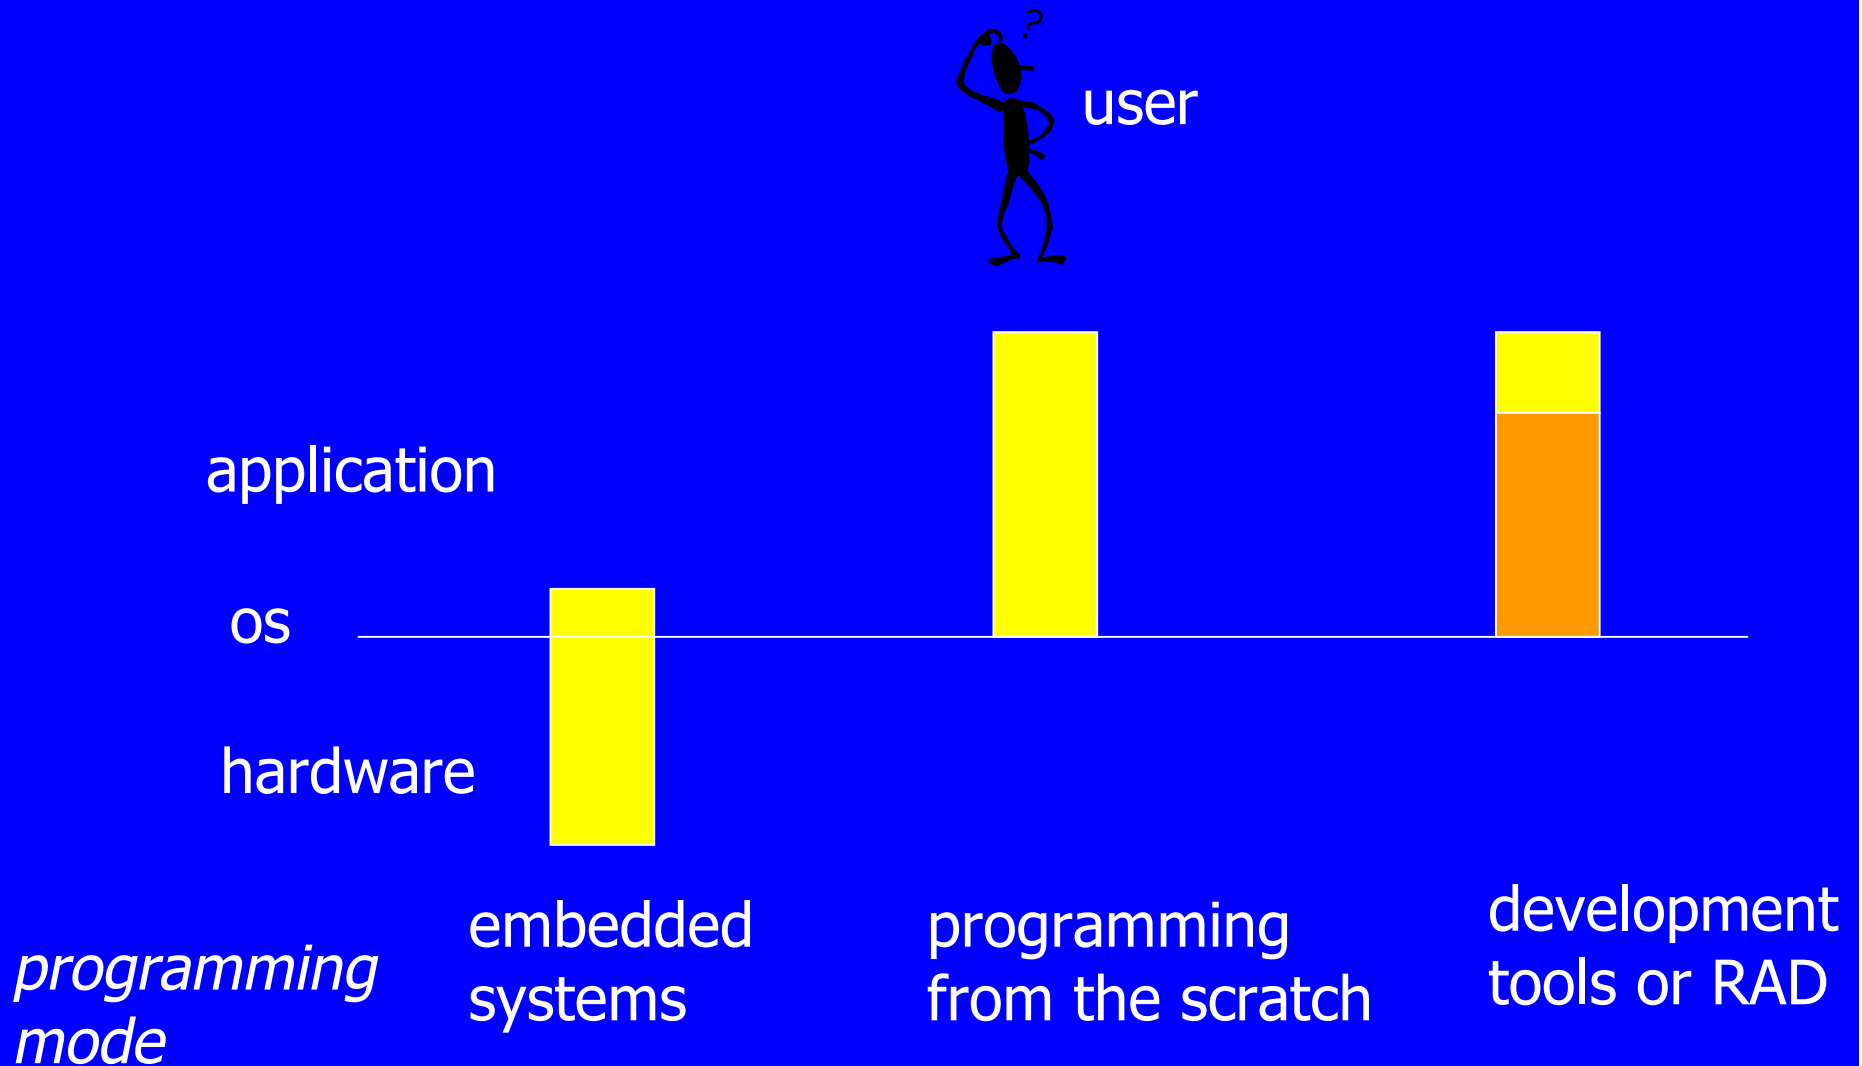 ?
user
application
os
hardware
programming
mode
embedded
systems
programming
from the scratch
development
tools or RAD